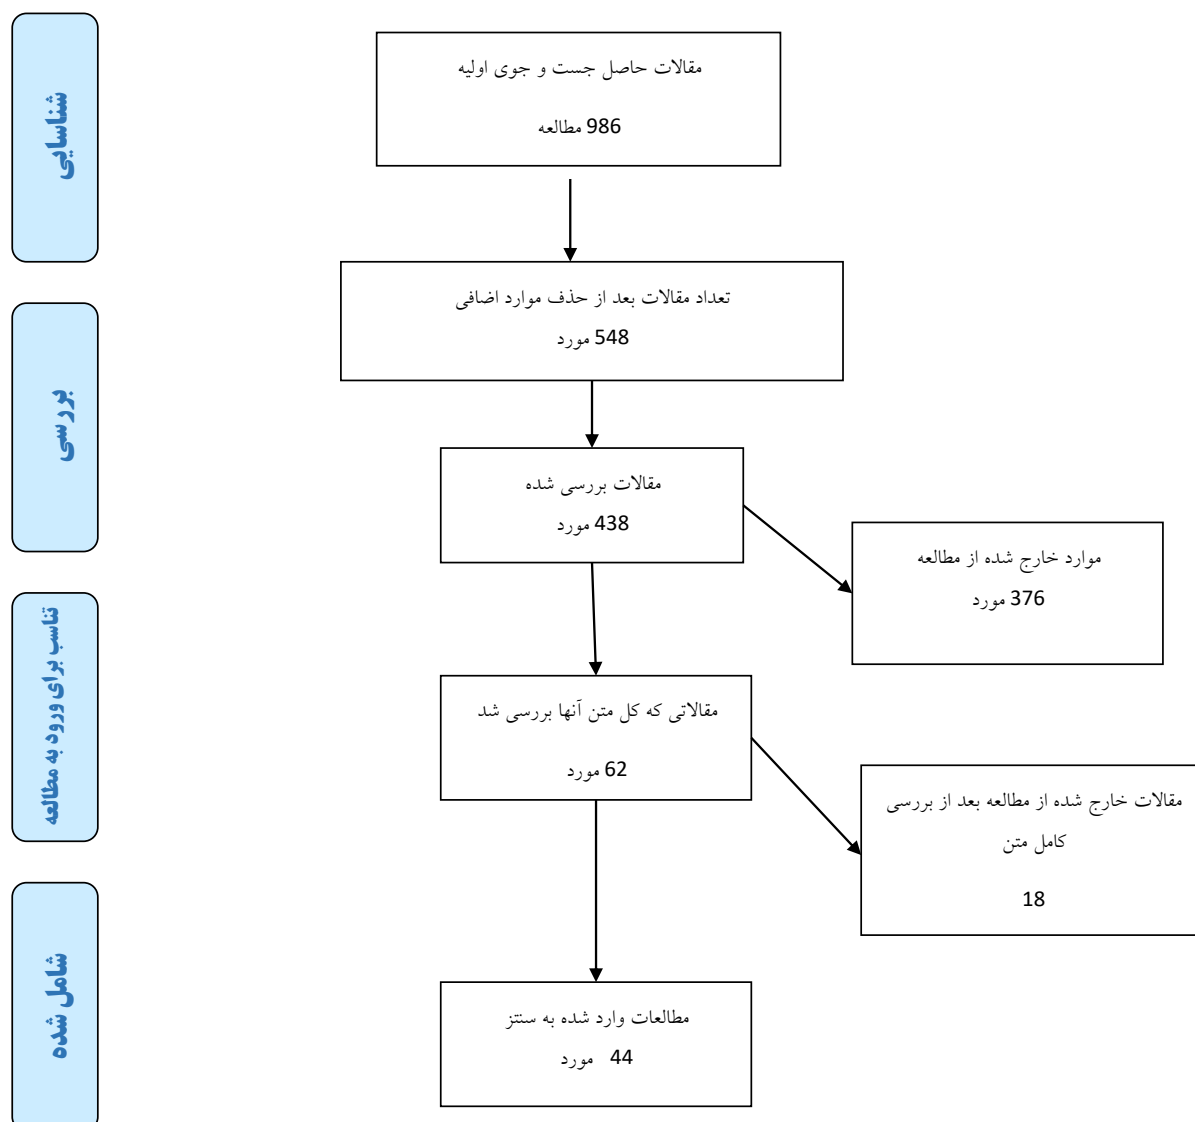 شناسایی
مقالات حاصل جست و جوی اولیه
986 مطالعه
تعداد مقالات بعد از حذف موارد اضافی
548 مورد
بررسی
مقالات بررسی شده
438 مورد
موارد خارج شده از مطالعه
376 مورد
تناسب برای ورود به مطالعه
مقالاتی که کل متن آنها بررسی شد
62 مورد
مقالات خارج شده از مطالعه بعد از بررسی
کامل متن
18
شامل شده
مطالعات وارد شده به سنتز
44 مورد